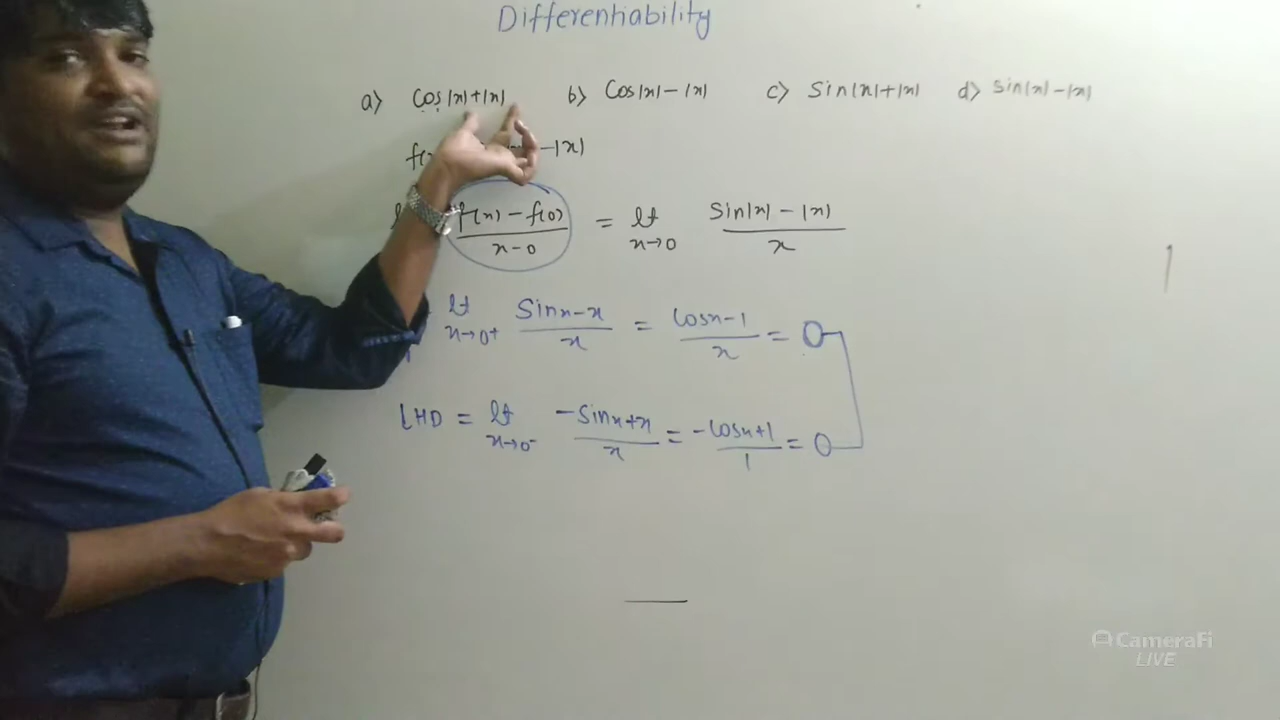 Differentiability
a) Cos|x|+|x| b) Cos|x|-|x| c) Sin|x|+|x| d) Sin|x|-|x|
f( -|x|
f(x)-f(0) / x-0 = lt x→0 Sin|x|-|x| / x
lt x→0+ Sinx-x / x = Cosx-1 / x = 0
LHD = lt x→0- -Sinx+x / x = -Cosx+1 / 1 = 0
CameraFi
LIVE